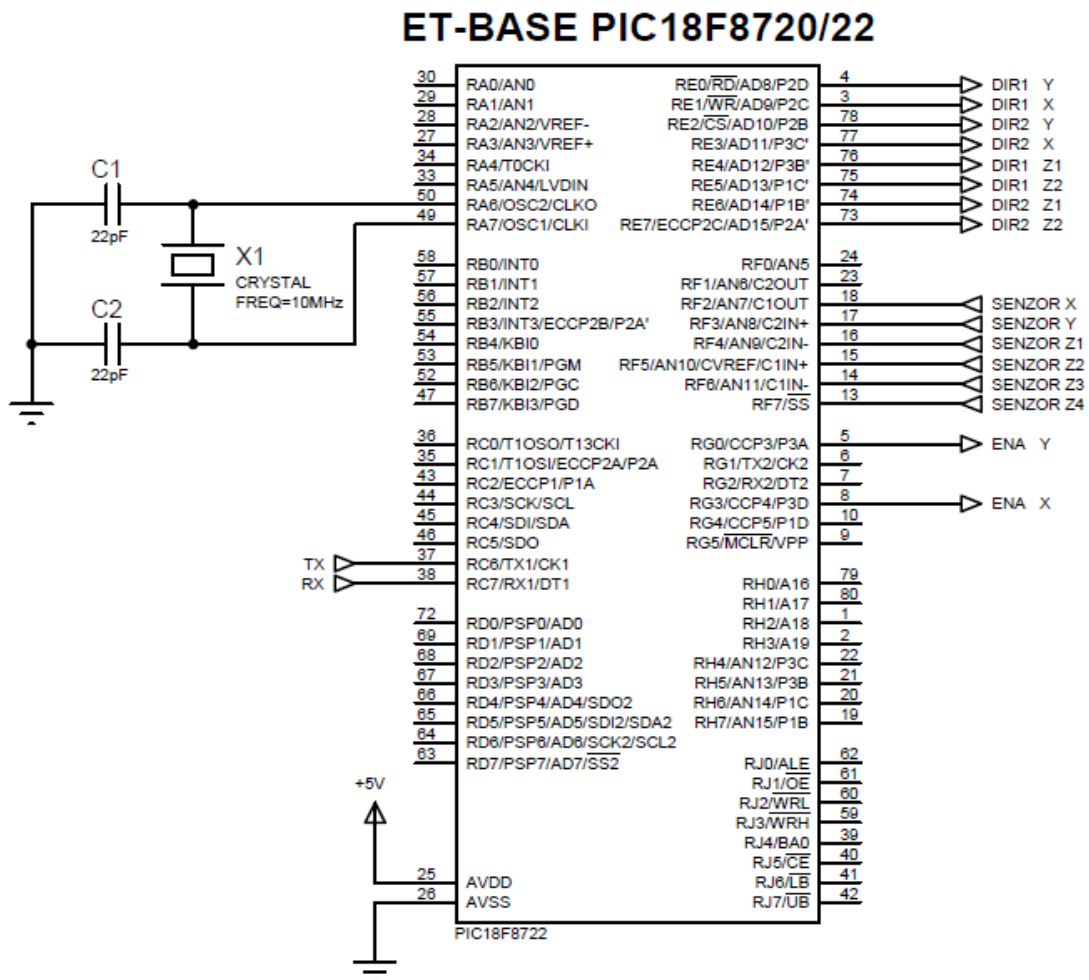 ET-BASE PIC18F8720/22
30 RA0/AN0 RE0/RD/AD8/P2D 4 DIR1 Y
29 RA1/AN1 RE1/WR/AD9/P2C 3 DIR1 X
28 RA2/AN2/VREF- RE2/CS/AD10/P2B 78 DIR2 Y
27 RA3/AN3/VREF+ RE3/AD11/P3C' 77 DIR2 X
34 RA4/T0CKI RE4/AD12/P3B' 76 DIR1 Z1
33 RA5/AN4/LVDIN RE5/AD13/P1C' 75 DIR1 Z2
50 RA6/OSC2/CLKO RE6/AD14/P1B' 74 DIR2 Z1
49 RA7/OSC1/CLKI RE7/ECCP2C/AD15/P2A' 73 DIR2 Z2
C1
22pF
X1
CRYSTAL
FREQ=10MHz
C2
22pF
58 RB0/INT0 RF0/AN5 24
57 RB1/INT1 RF1/AN6/C2OUT 23
56 RB2/INT2 RF2/AN7/C1OUT 18 SENZOR X
55 RB3/INT3/ECCP2B/P2A' RF3/AN8/C2IN+ 17 SENZOR Y
54 RB4/KBI0 RF4/AN9/C2IN- 16 SENZOR Z1
53 RB5/KBI1/PGM RF5/AN10/CVREF/C1IN+ 15 SENZOR Z2
52 RB6/KBI2/PGC RF6/AN11/C1IN- 14 SENZOR Z3
47 RB7/KBI3/PGD RF7/SS 13 SENZOR Z4
36 RC0/T1OSO/T13CKI RG0/CCP3/P3A 5 ENA Y
35 RC1/T1OSI/ECCP2A/P2A RG1/TX2/CK2 6
43 RC2/ECCP1/P1A RG2/RX2/DT2 7
44 RC3/SCK/SCL RG3/CCP4/P3D 8 ENA X
45 RC4/SDI/SDA RG4/CCP5/P1D 10
46 RC5/SDO RG5/MCLR/VPP 9
TX 37 RC6/TX1/CK1
RX 38 RC7/RX1/DT1 RH0/A16 79
RH1/A17 80
72 RD0/PSP0/AD0 RH2/A18 1
69 RD1/PSP1/AD1 RH3/A19 2
68 RD2/PSP2/AD2 RH4/AN12/P3C 22
67 RD3/PSP3/AD3 RH5/AN13/P3B 21
66 RD4/PSP4/AD4/SDO2 RH6/AN14/P1C 20
65 RD5/PSP5/AD5/SDI2/SDA2 RH7/AN15/P1B 19
64 RD6/PSP6/AD6/SCK2/SCL2
63 RD7/PSP7/AD7/SS2 RJ0/ALE 62
RJ1/OE 61
RJ2/WRL 60
RJ3/WRH 59
RJ4/BA0 39
RJ5/CE 40
+5V
25 AVDD RJ6/LB 41
26 AVSS RJ7/UB 42
PIC18F8722